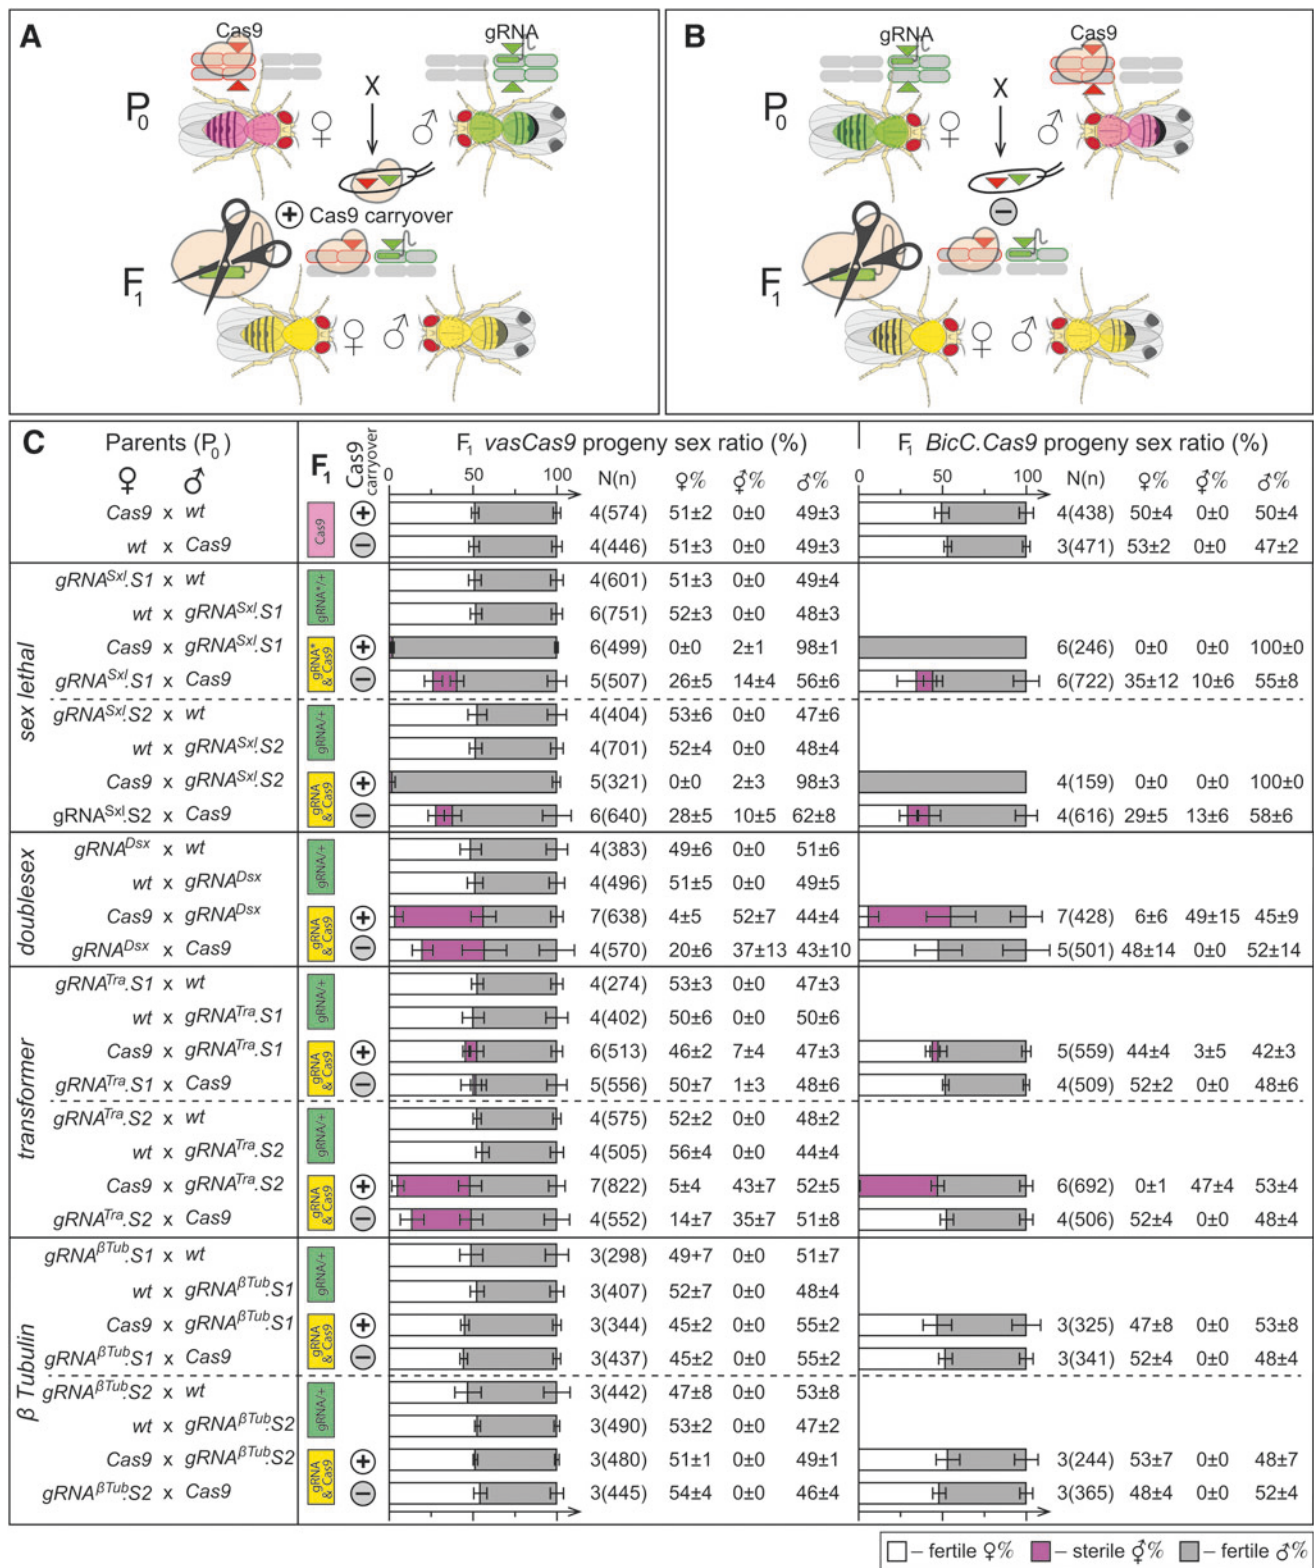 A
Cas9
gRNA
P0
X
♀
♂
+ Cas9 carryover
F1
♀
♂
B
gRNA
Cas9
P0
X
♀
♂
−
F1
♀
♂
C Parents (P0) F1 Cas9 carryover F1 vasCas9 progeny sex ratio (%) F1 BicC.Cas9 progeny sex ratio (%)
♀ ♂ 0 50 100 N(n) ♀% ⚥% ♂% 0 50 100 N(n) ♀% ⚥% ♂%
Cas9
Cas9 x wt + 4(574) 51±2 0±0 49±3 4(438) 50±4 0±0 50±4
wt x Cas9 − 4(446) 51±3 0±0 49±3 3(471) 53±2 0±0 47±2
sex lethal
gRNA*/+
gRNASxl.S1 x wt 4(601) 51±3 0±0 49±4
wt x gRNASxl.S1 6(751) 52±3 0±0 48±3
gRNA* & Cas9
Cas9 x gRNASxl.S1 + 6(499) 0±0 2±1 98±1 6(246) 0±0 0±0 100±0
gRNASxl.S1 x Cas9 − 5(507) 26±5 14±4 56±6 6(722) 35±12 10±6 55±8
gRNA/+
gRNASxl.S2 x wt 4(404) 53±6 0±0 47±6
wt x gRNASxl.S2 4(701) 52±4 0±0 48±4
gRNA & Cas9
Cas9 x gRNASxl.S2 + 5(321) 0±0 2±3 98±3 4(159) 0±0 0±0 100±0
gRNASxl.S2 x Cas9 − 6(640) 28±5 10±5 62±8 4(616) 29±5 13±6 58±6
doublesex
gRNA/+
gRNADsx x wt 4(383) 49±6 0±0 51±6
wt x gRNADsx 4(496) 51±5 0±0 49±5
gRNA & Cas9
Cas9 x gRNADsx + 7(638) 4±5 52±7 44±4 7(428) 6±6 49±15 45±9
gRNADsx x Cas9 − 4(570) 20±6 37±13 43±10 5(501) 48±14 0±0 52±14
transformer
gRNA/+
gRNATra.S1 x wt 4(274) 53±3 0±0 47±3
wt x gRNATra.S1 4(402) 50±6 0±0 50±6
gRNA & Cas9
Cas9 x gRNATra.S1 + 6(513) 46±2 7±4 47±3 5(559) 44±4 3±5 42±3
gRNATra.S1 x Cas9 − 5(556) 50±7 1±3 48±6 4(509) 52±2 0±0 48±6
gRNA/+
gRNATra.S2 x wt 4(575) 52±2 0±0 48±2
wt x gRNATra.S2 4(505) 56±4 0±0 44±4
gRNA & Cas9
Cas9 x gRNATra.S2 + 7(822) 5±4 43±7 52±5 6(692) 0±1 47±4 53±4
gRNATra.S2 x Cas9 − 4(552) 14±7 35±7 51±8 4(506) 52±4 0±0 48±4
β Tubulin
gRNA/+
gRNAβTub.S1 x wt 3(298) 49+7 0±0 51±7
wt x gRNAβTub.S1 3(407) 52±7 0±0 48±4
gRNA & Cas9
Cas9 x gRNAβTub.S1 + 3(344) 45±2 0±0 55±2 3(325) 47±8 0±0 53±8
gRNAβTub.S1 x Cas9 − 3(437) 45±2 0±0 55±2 3(341) 52±4 0±0 48±4
gRNA/+
gRNAβTub.S2 x wt 3(442) 47±8 0±0 53±8
wt x gRNAβTub.S2 3(490) 53±2 0±0 47±2
gRNA & Cas9
Cas9 x gRNAβTub.S2 + 3(480) 51±1 0±0 49±1 3(244) 53±7 0±0 48±7
gRNAβTub.S2 x Cas9 − 3(445) 54±4 0±0 46±4 3(365) 48±4 0±0 52±4
– fertile ♀% – sterile ⚥% – fertile ♂%